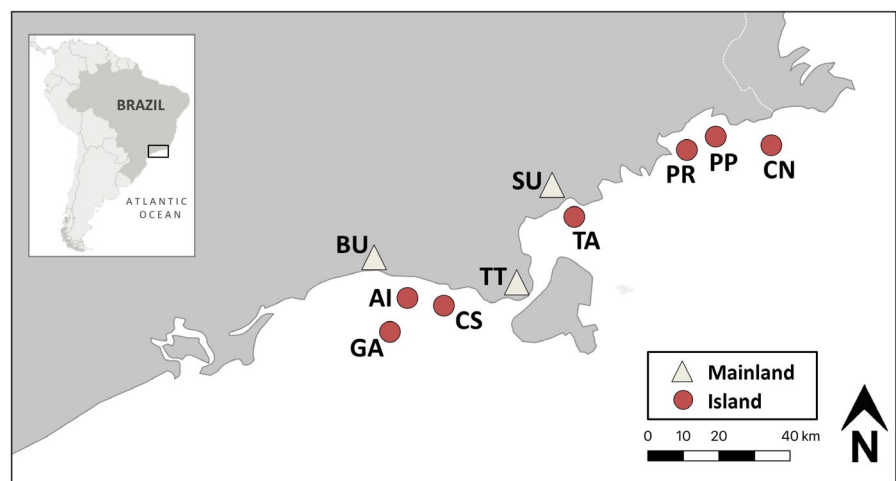 BRAZIL
ATLANTIC
OCEAN
SU
PR
PP
CN
TA
BU
TT
AI
CS
GA
Mainland
Island
0 10 20 40 km
N